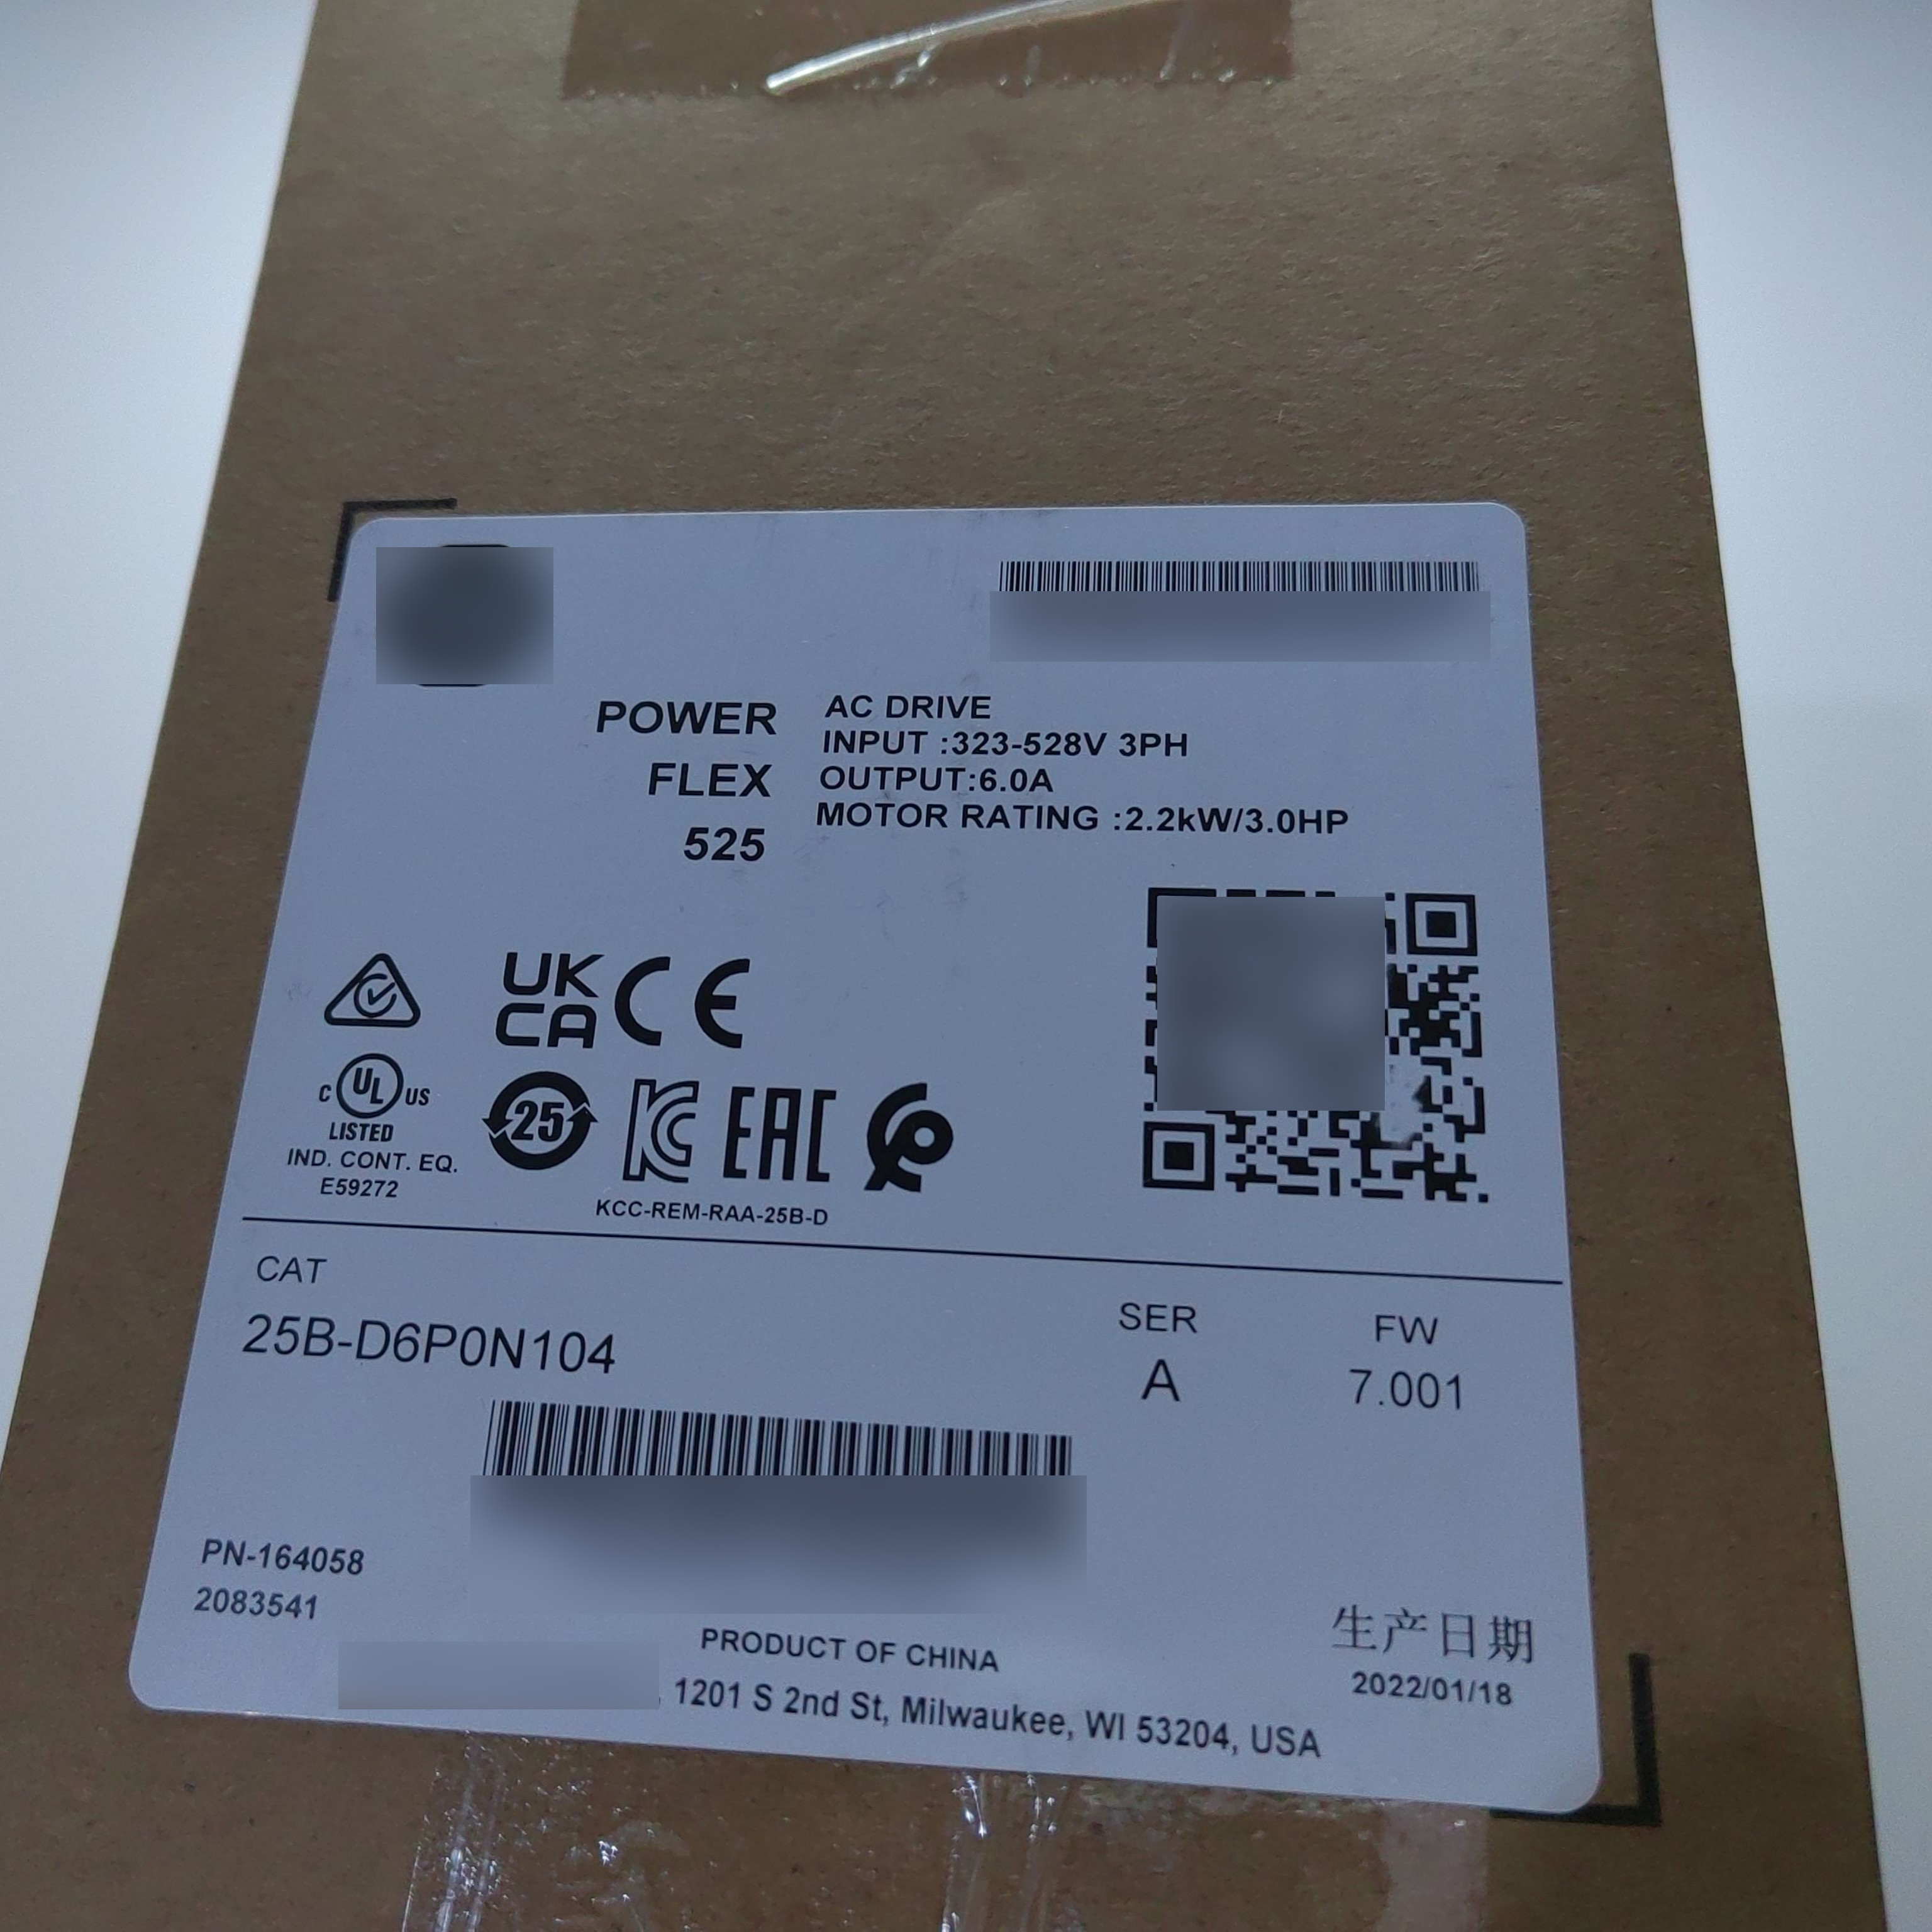 POWER
FLEX
525
AC DRIVE
INPUT :323-528V 3PH
OUTPUT:6.0A
MOTOR RATING :2.2kW/3.0HP
UK
CA
CE
C UL US
LISTED
IND. CONT. EQ.
E59272
25
KC
EAC
KCC-REM-RAA-25B-D
CAT
25B-D6P0N104
SER
A
FW
7.001
PN-164058
2083541
PRODUCT OF CHINA
, 1201 S 2nd St, Milwaukee, WI 53204, USA
生产日期
2022/01/18